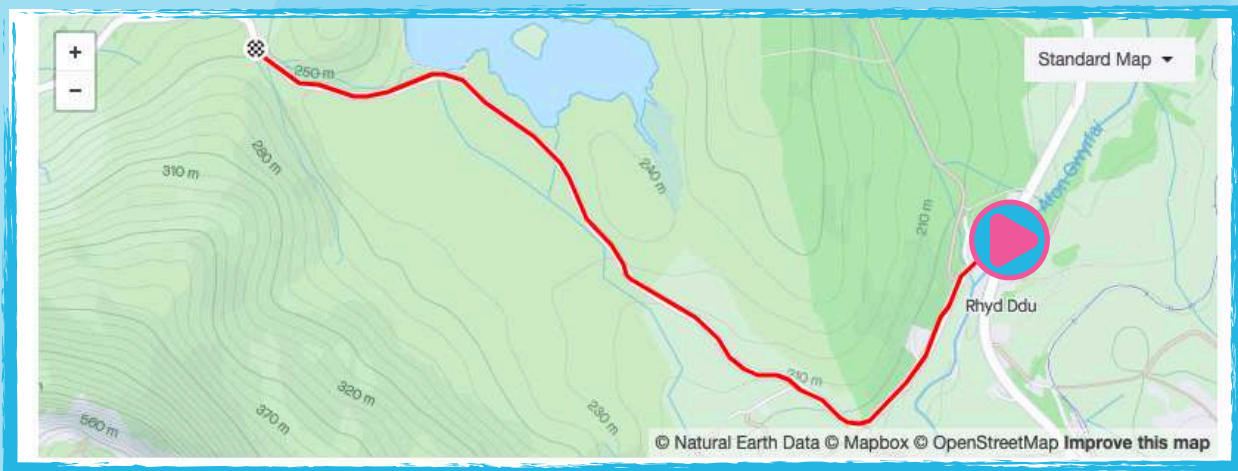 +
−
Standard Map
250 m
280 m
310 m
240 m
210 m
Afon Gwyrfai
Rhyd Ddu
210 m
320 m
370 m
560 m
230 m
© Natural Earth Data © Mapbox © OpenStreetMap Improve this map